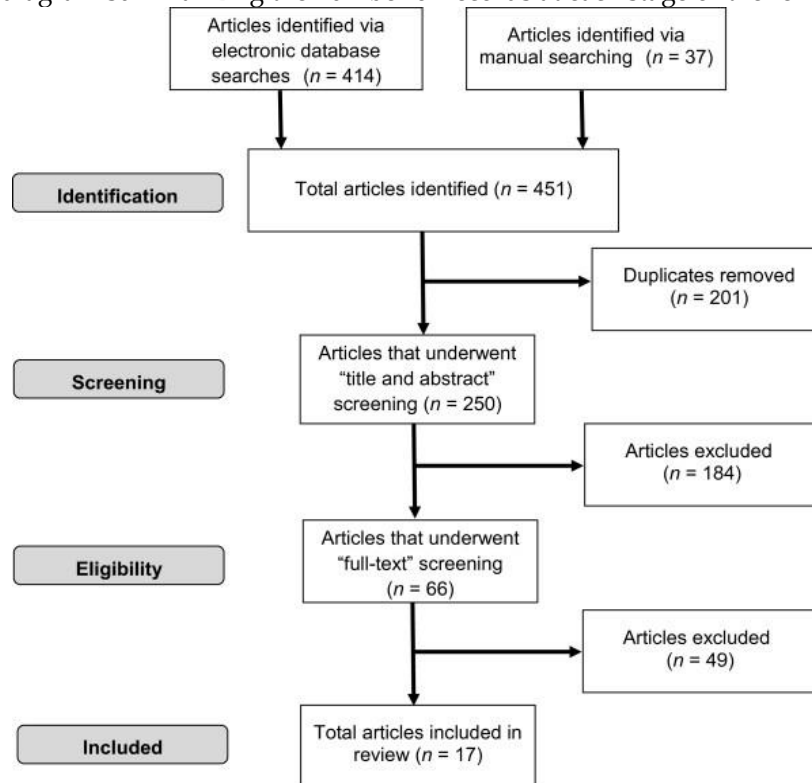 Articles identified via
electronic database
searches (n = 414)
Articles identified via
manual searching (n = 37)
Identification
Total articles identified (n = 451)
Duplicates removed
(n = 201)
Screening
Articles that underwent
“title and abstract”
screening (n = 250)
Articles excluded
(n = 184)
Eligibility
Articles that underwent
“full-text” screening
(n = 66)
Articles excluded
(n = 49)
Included
Total articles included in
review (n = 17)